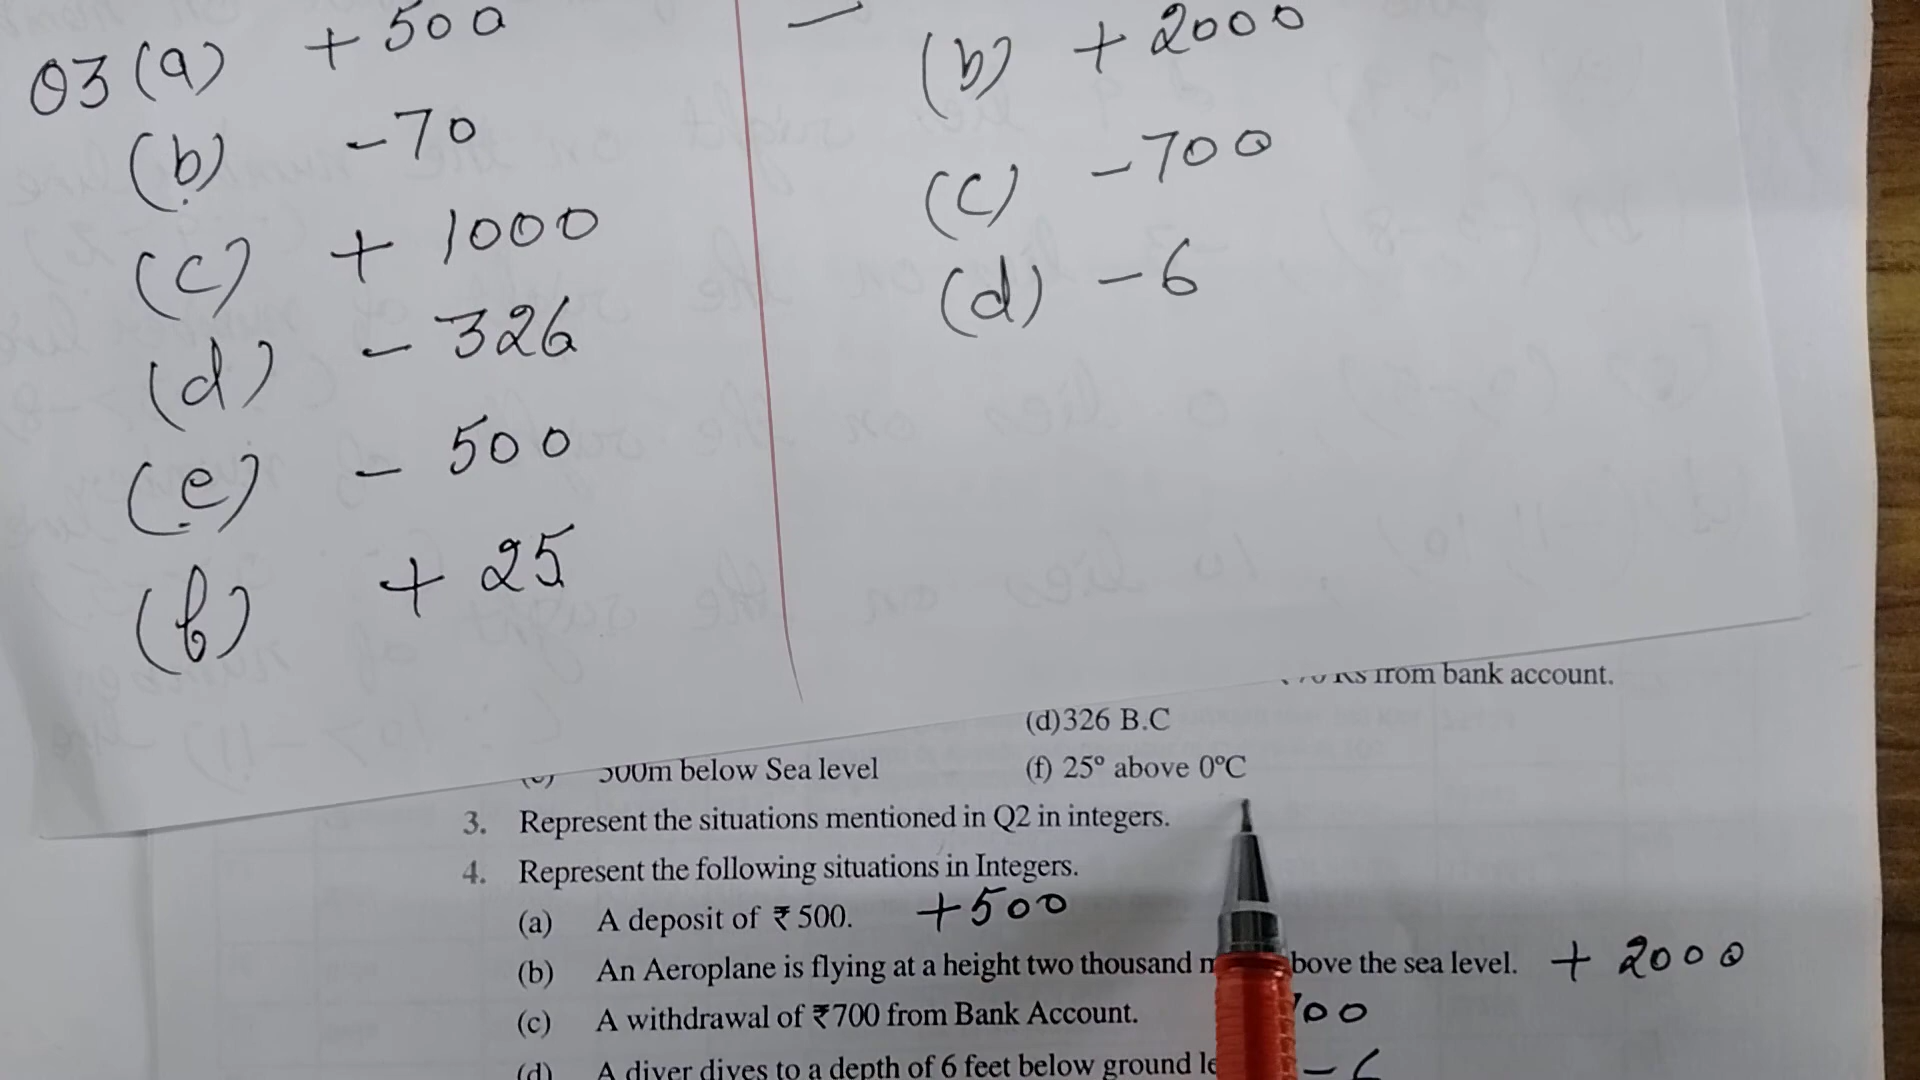 Q3 (a) + 500
(b) - 70
(c) + 1000
(d) - 326
(e) - 500
(f) + 25
(b) + 2000
(c) - 700
(d) - 6
from bank account.
(d)326 B.C
500m below Sea level
(f) 25° above 0°C
3. Represent the situations mentioned in Q2 in integers.
4. Represent the following situations in Integers.
(a) A deposit of ₹ 500. +500
(b) An Aeroplane is flying at a height two thousand above the sea level. + 2000
(c) A withdrawal of ₹700 from Bank Account. 00
(d) A diver dives to a depth of 6 feet below ground - 6